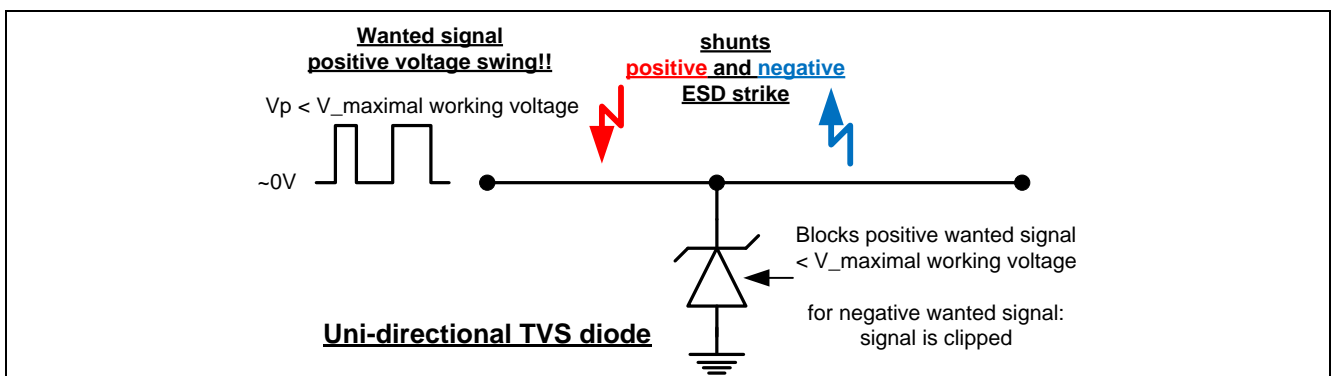 Wanted signal
positive voltage swing!!
Vp < V_maximal working voltage
~0V
shunts
positive and negative
ESD strike
Blocks positive wanted signal
< V_maximal working voltage
for negative wanted signal:
signal is clipped
Uni-directional TVS diode